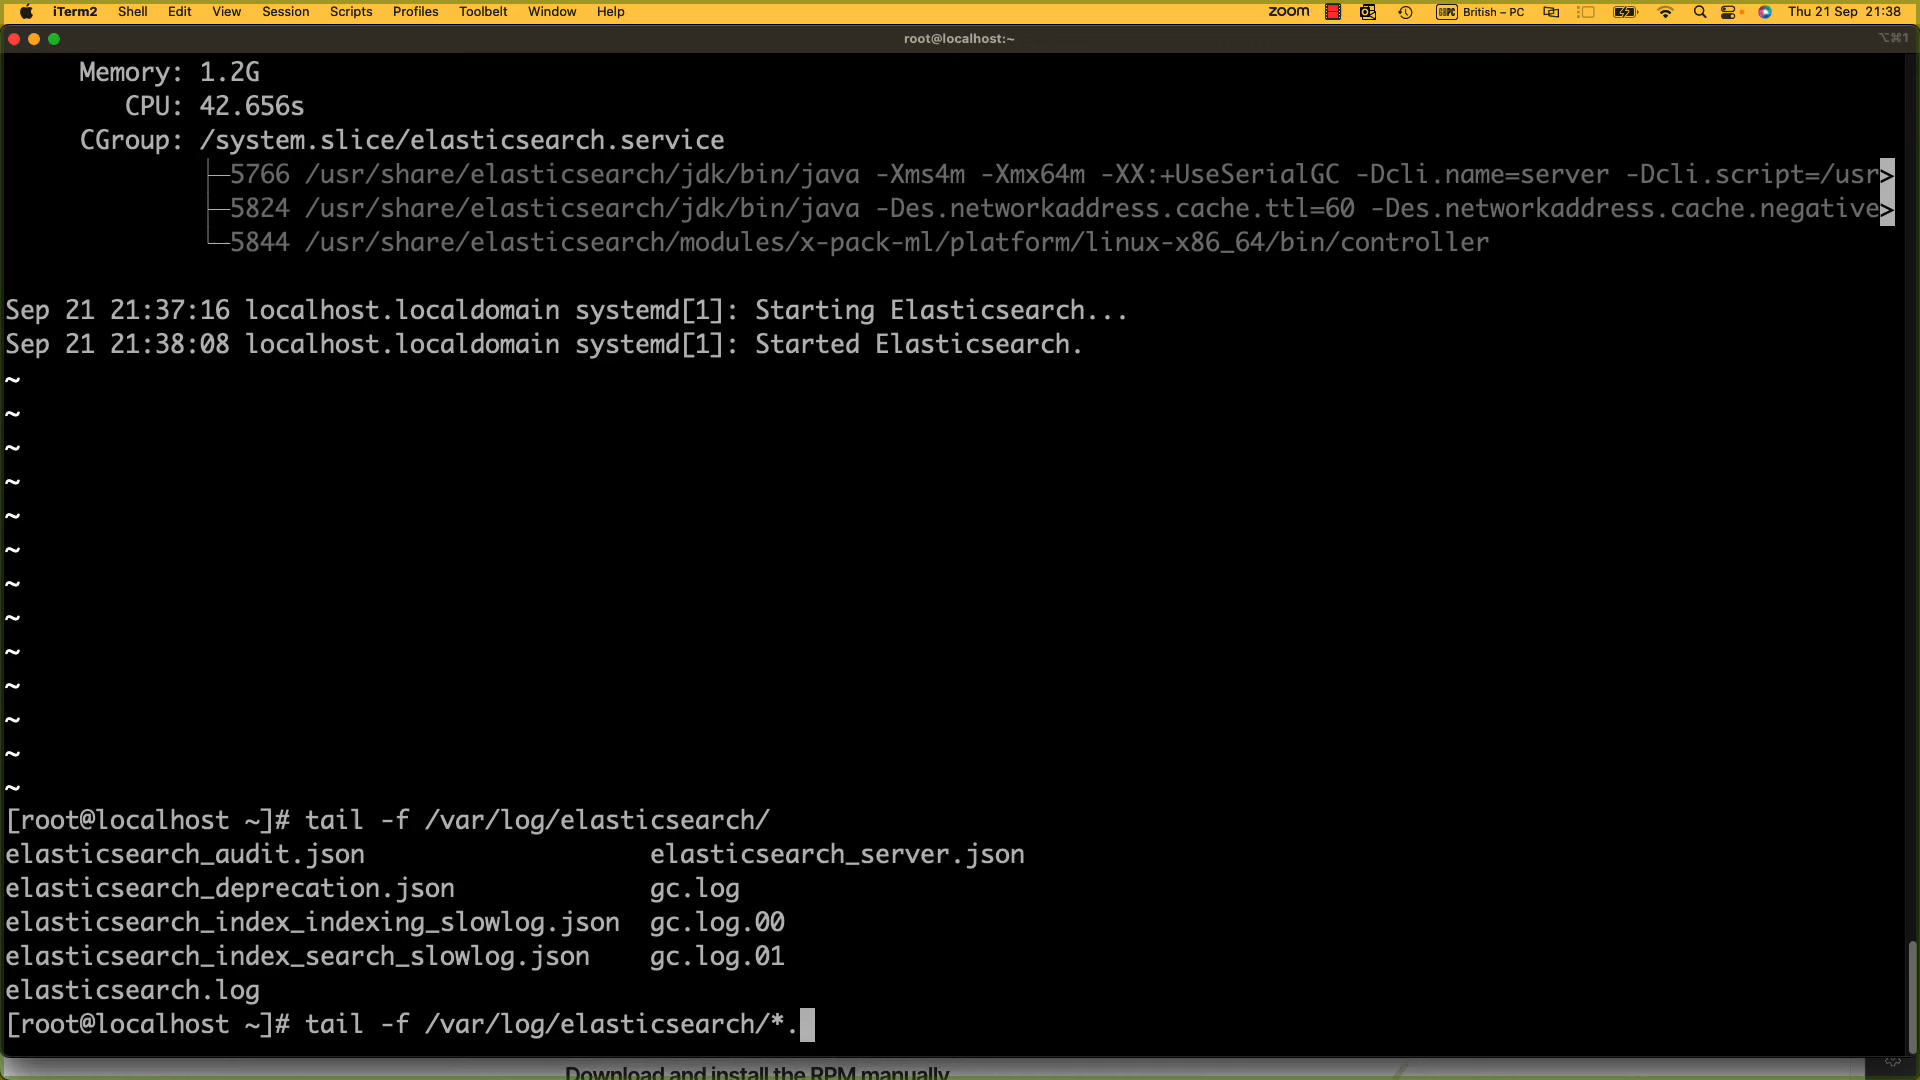 iTerm2 Shell Edit View Session Scripts Profiles Toolbelt Window Help zoom British – PC Thu 21 Sep 21:38
root@localhost:~ ⌥⌘1
Memory: 1.2G
CPU: 42.656s
CGroup: /system.slice/elasticsearch.service
├─5766 /usr/share/elasticsearch/jdk/bin/java -Xms4m -Xmx64m -XX:+UseSerialGC -Dcli.name=server -Dcli.script=/usr>
├─5824 /usr/share/elasticsearch/jdk/bin/java -Des.networkaddress.cache.ttl=60 -Des.networkaddress.cache.negative>
└─5844 /usr/share/elasticsearch/modules/x-pack-ml/platform/linux-x86_64/bin/controller
Sep 21 21:37:16 localhost.localdomain systemd[1]: Starting Elasticsearch...
Sep 21 21:38:08 localhost.localdomain systemd[1]: Started Elasticsearch.
~
~
~
~
~
~
~
~
~
~
~
~
~
[root@localhost ~]# tail -f /var/log/elasticsearch/
elasticsearch_audit.json elasticsearch_server.json
elasticsearch_deprecation.json gc.log
elasticsearch_index_indexing_slowlog.json gc.log.00
elasticsearch_index_search_slowlog.json gc.log.01
elasticsearch.log
[root@localhost ~]# tail -f /var/log/elasticsearch/*.
Download and install the RPM manually